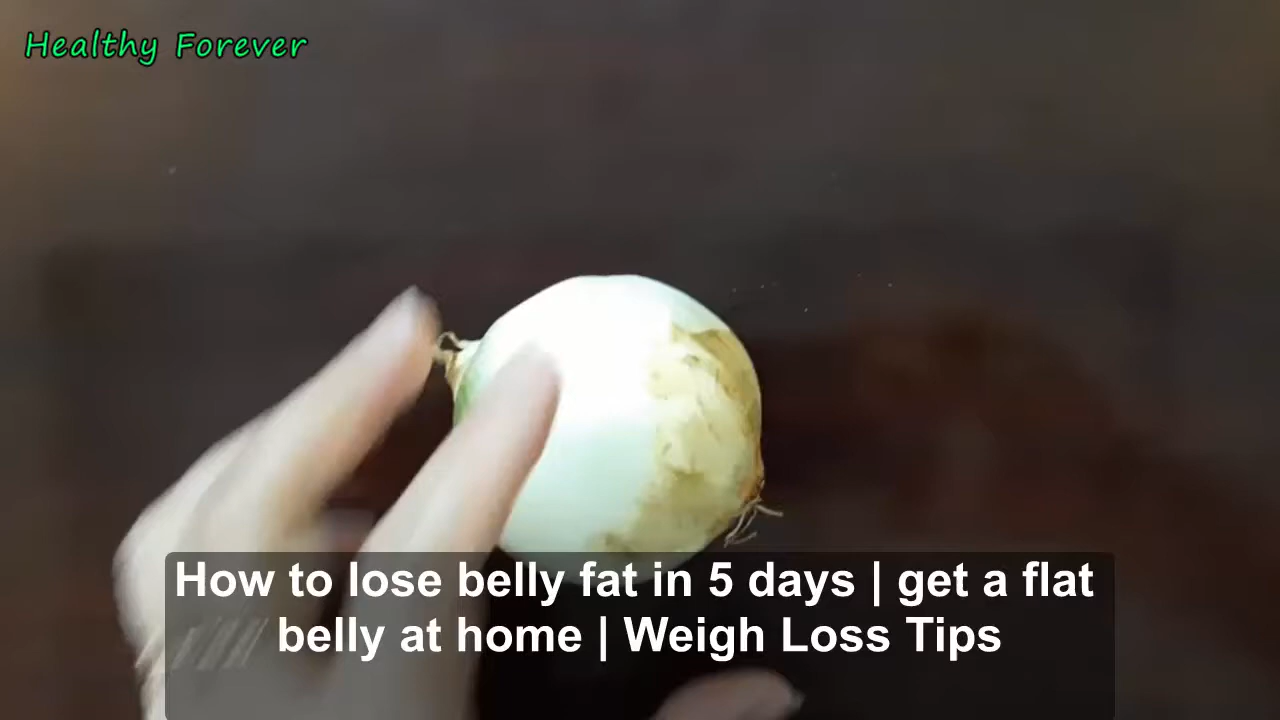 Healthy Forever
How to lose belly fat in 5 days | get a flat
belly at home | Weigh Loss Tips